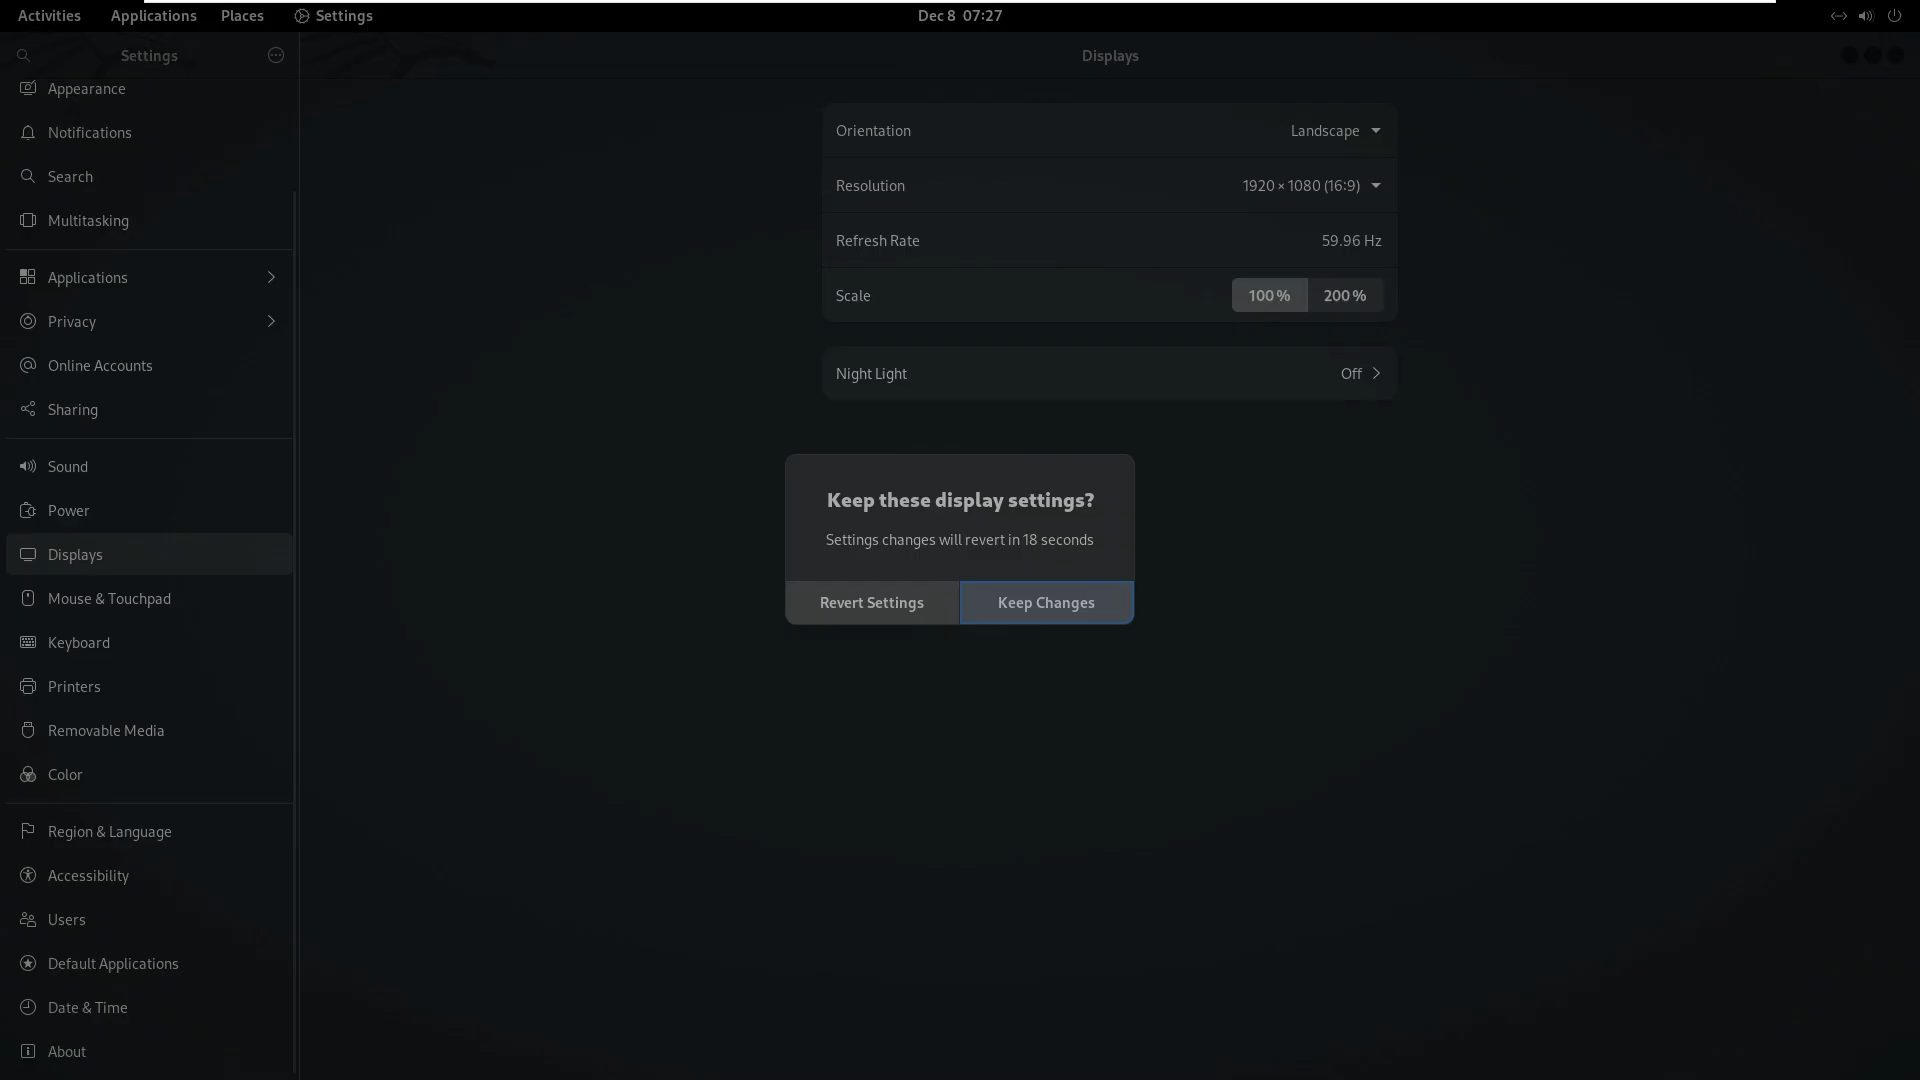 Activities Applications Places Settings Dec 8 07:27
Settings
Displays
Appearance
Notifications
Search
Multitasking
Applications
Privacy
Online Accounts
Sharing
Sound
Power
Displays
Mouse & Touchpad
Keyboard
Printers
Removable Media
Color
Region & Language
Accessibility
Users
Default Applications
Date & Time
About
Orientation Landscape
Resolution 1920 × 1080 (16:9)
Refresh Rate 59.96 Hz
Scale 100 % 200 %
Night Light Off
Keep these display settings?
Settings changes will revert in 18 seconds
Revert Settings Keep Changes